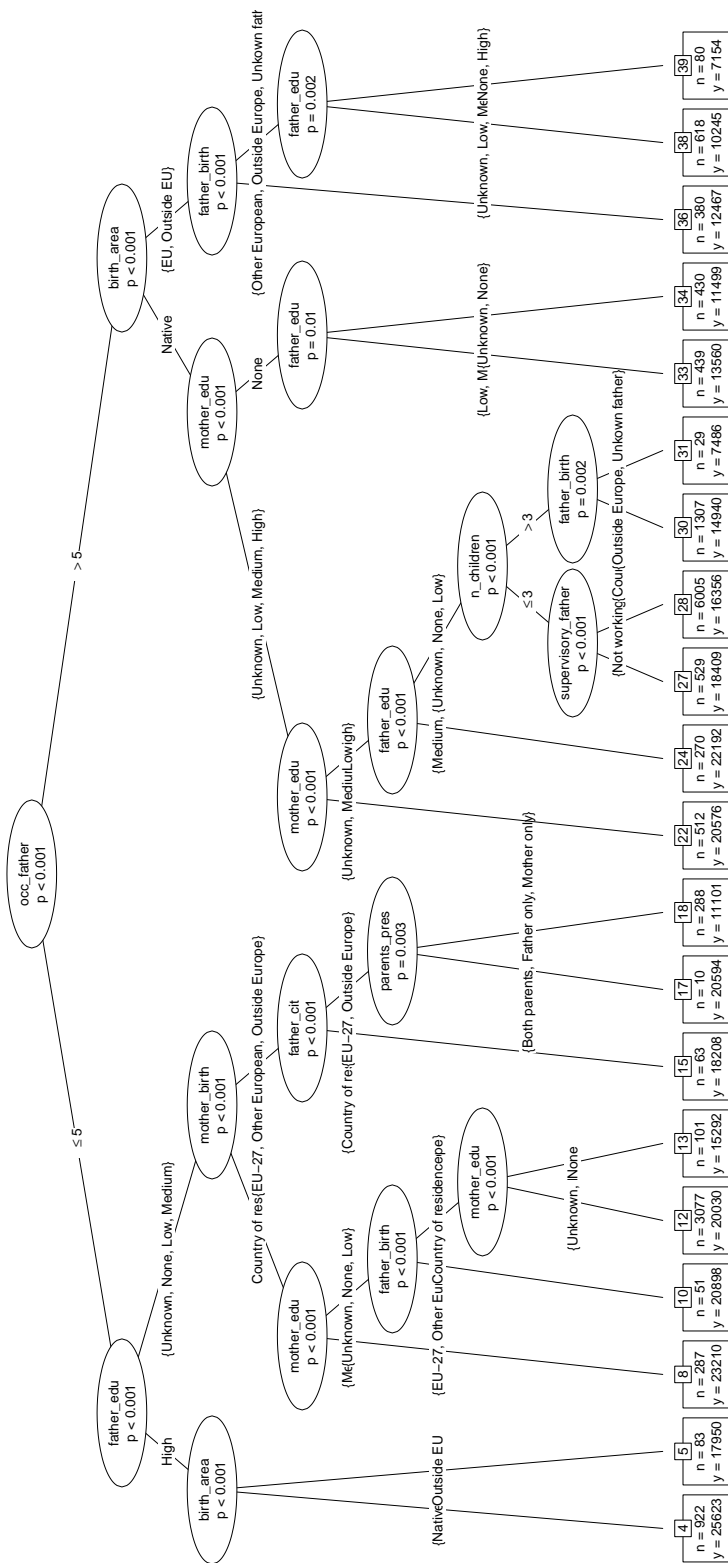 occ_father
p < 0.001
≤ 5
> 5
father_edu
p < 0.001
High
{Unknown, None, Low, Medium}
birth_area
p < 0.001
{Native
Outside EU
4
n = 922
y = 25623
5
n = 83
y = 17950
mother_birth
p < 0.001
Country of res
{EU−27, Other European, Outside Europe}
mother_edu
p < 0.001
{Me
{Unknown, None, Low}
8
n = 287
y = 23210
father_birth
p < 0.001
{EU−27, Other Eu
Country of residence
pe}
10
n = 51
y = 20898
mother_edu
p < 0.001
{Unknown,
None
12
n = 3077
y = 20030
13
n = 101
y = 15292
father_cit
p < 0.001
{Country of re
{EU−27, Outside Europe}
15
n = 63
y = 18208
parents_pres
p = 0.003
{Both parents, Father only, Mother only}
17
n = 10
y = 20594
18
n = 288
y = 11101
birth_area
p < 0.001
Native
{EU, Outside EU}
mother_edu
p < 0.001
{Unknown, Low, Medium, High}
None
mother_edu
p < 0.001
{Unknown, Mediu
Low
igh}
22
n = 512
y = 20576
father_edu
p < 0.001
{Medium,
{Unknown, None, Low}
24
n = 270
y = 22192
n_children
p < 0.001
≤ 3
> 3
supervisory_father
p < 0.001
{Not working
27
n = 529
y = 18409
28
n = 6005
y = 16356
father_birth
p = 0.002
{Cou
{Outside Europe, Unkown father}
30
n = 1307
y = 14940
31
n = 29
y = 7486
father_edu
p = 0.01
{Low, M
{Unknown, None}
33
n = 439
y = 13560
34
n = 430
y = 11499
father_birth
p < 0.001
{Other European, Outside Europe, Unkown fath
36
n = 380
y = 12467
father_edu
p = 0.002
{Unknown, Low, Me
None, High}
38
n = 618
y = 10245
39
n = 80
y = 7154